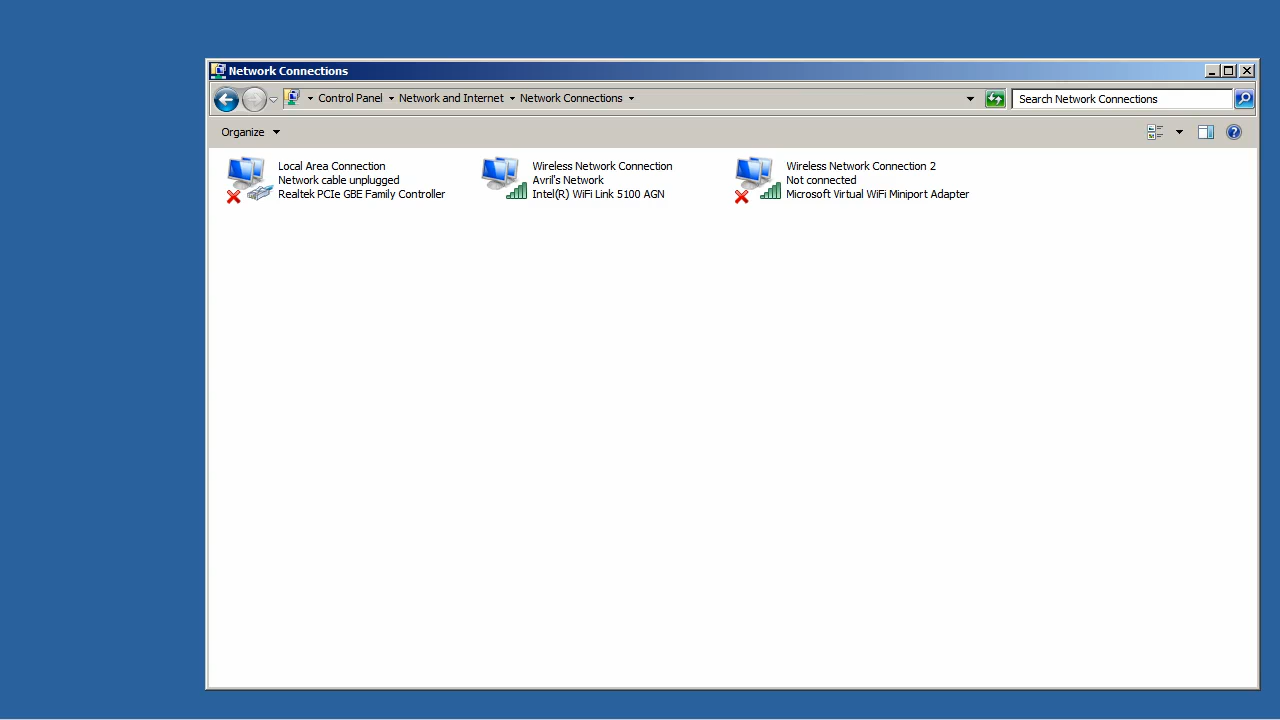 Network Connections
Control Panel Network and Internet Network Connections
Search Network Connections
Organize
Local Area Connection
Network cable unplugged
Realtek PCIe GBE Family Controller
Wireless Network Connection
Avril's Network
Intel(R) WiFi Link 5100 AGN
Wireless Network Connection 2
Not connected
Microsoft Virtual WiFi Miniport Adapter